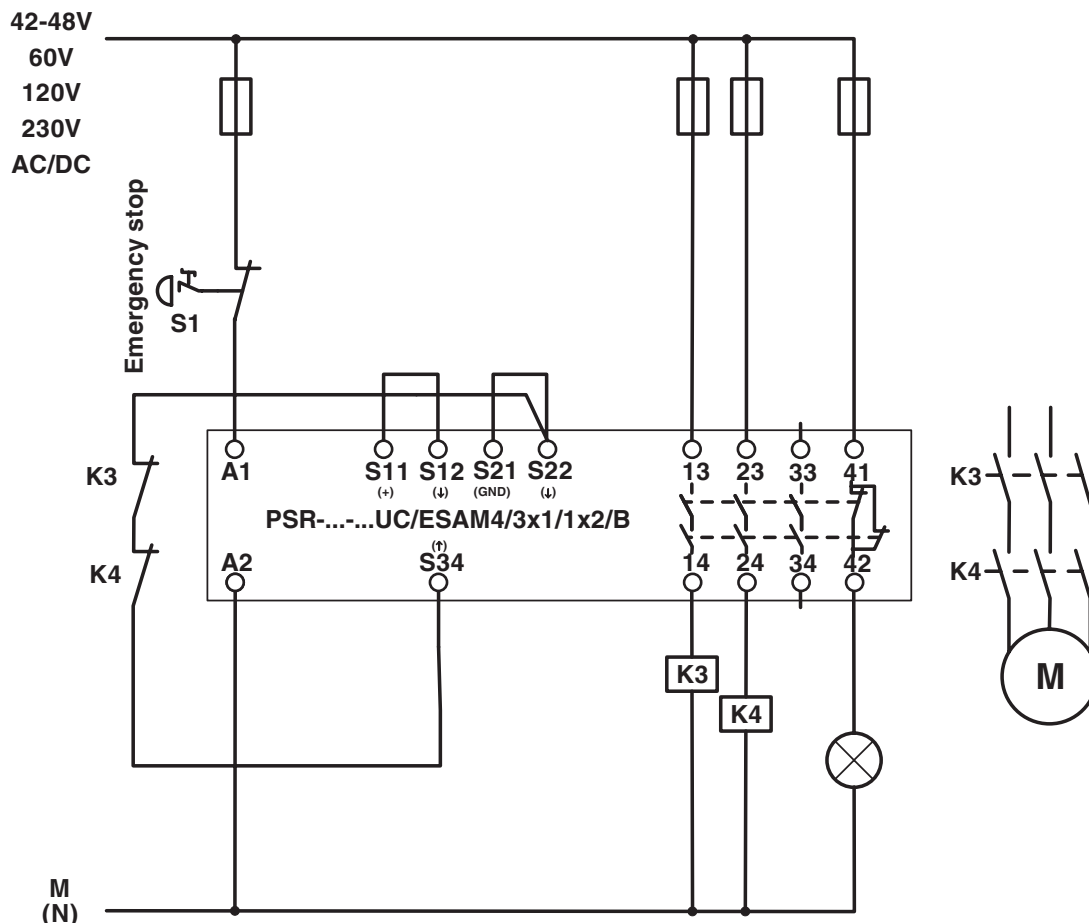 42-48V
60V
120V
230V
AC/DC
Emergency stop
S1
K3
K4
A1
S11
S12
S21
S22
13
23
33
41
(+)
(↓)
(GND)
(↓)
PSR-...-...UC/ESAM4/3x1/1x2/B
(↑)
A2
S34
14
24
34
42
K3
K4
K3
K4
M
M
(N)